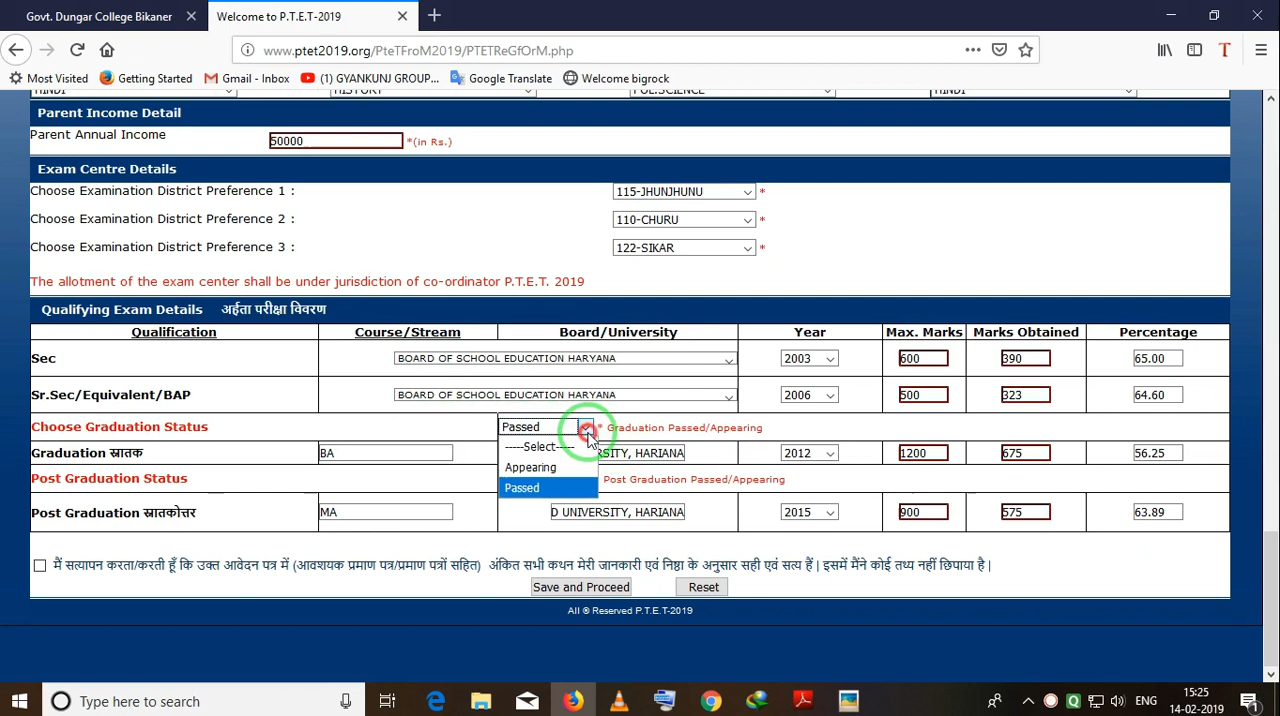 Govt. Dungar College Bikaner
Welcome to P.T.E.T-2019
www.ptet2019.org/PteTFroM2019/PTETReGfOrM.php
Most Visited Getting Started Gmail - Inbox (1) GYANKUNJ GROUP... Google Translate Welcome bigrock
HINDI HISTORY POL.SCIENCE HINDI
Parent Income Detail
Parent Annual Income 50000 *(in Rs.)
Exam Centre Details
Choose Examination District Preference 1 : 115-JHUNJHUNU *
Choose Examination District Preference 2 : 110-CHURU *
Choose Examination District Preference 3 : 122-SIKAR *
The allotment of the exam center shall be under jurisdiction of co-ordinator P.T.E.T. 2019
Qualifying Exam Details अर्हता परीक्षा विवरण
Qualification Course/Stream Board/University Year Max. Marks Marks Obtained Percentage
Sec BOARD OF SCHOOL EDUCATION HARYANA 2003 600 390 65.00
Sr.Sec/Equivalent/BAP BOARD OF SCHOOL EDUCATION HARYANA 2006 500 323 64.60
Choose Graduation Status Passed * Graduation Passed/Appearing
-----Select-----
Appearing
Passed
Graduation स्नातक BA RSITY, HARIANA 2012 1200 675 56.25
Post Graduation Status Post Graduation Passed/Appearing
Post Graduation स्नातकोत्तर MA D UNIVERSITY, HARIANA 2015 900 575 63.89
मैं सत्यापन करता/करती हूँ कि उक्त आवेदन पत्र में (आवशयक प्रमाण पत्र/प्रमाण पत्रों सहित) अंकित सभी कथन मेरी जानकारी एवं निष्ठा के अनुसार सही एवं सत्य हैं | इसमें मैंने कोई तथ्य नहीं छिपाया है |
Save and Proceed Reset
All ® Reserved P.T.E.T-2019
Type here to search
ENG 15:25
14-02-2019